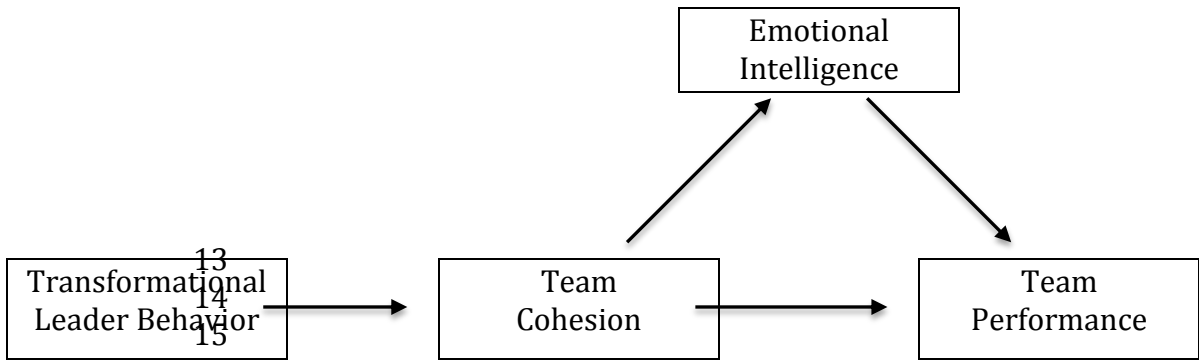 Emotional
Intelligence
13
Transformational
14
Leader Behavior
15
Team
Cohesion
Team
Performance